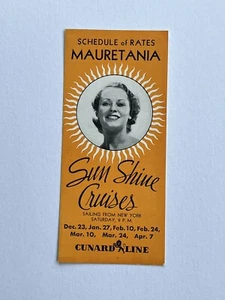 SCHEDULE of RATES
MAURETANIA
Sun Shine
Cruises
SAILING FROM NEW YORK
SATURDAY, 9 P.M.
Dec. 23, Jan. 27, Feb. 10, Feb. 24,
Mar. 10, Mar. 24, Apr. 7
CUNARD LINE